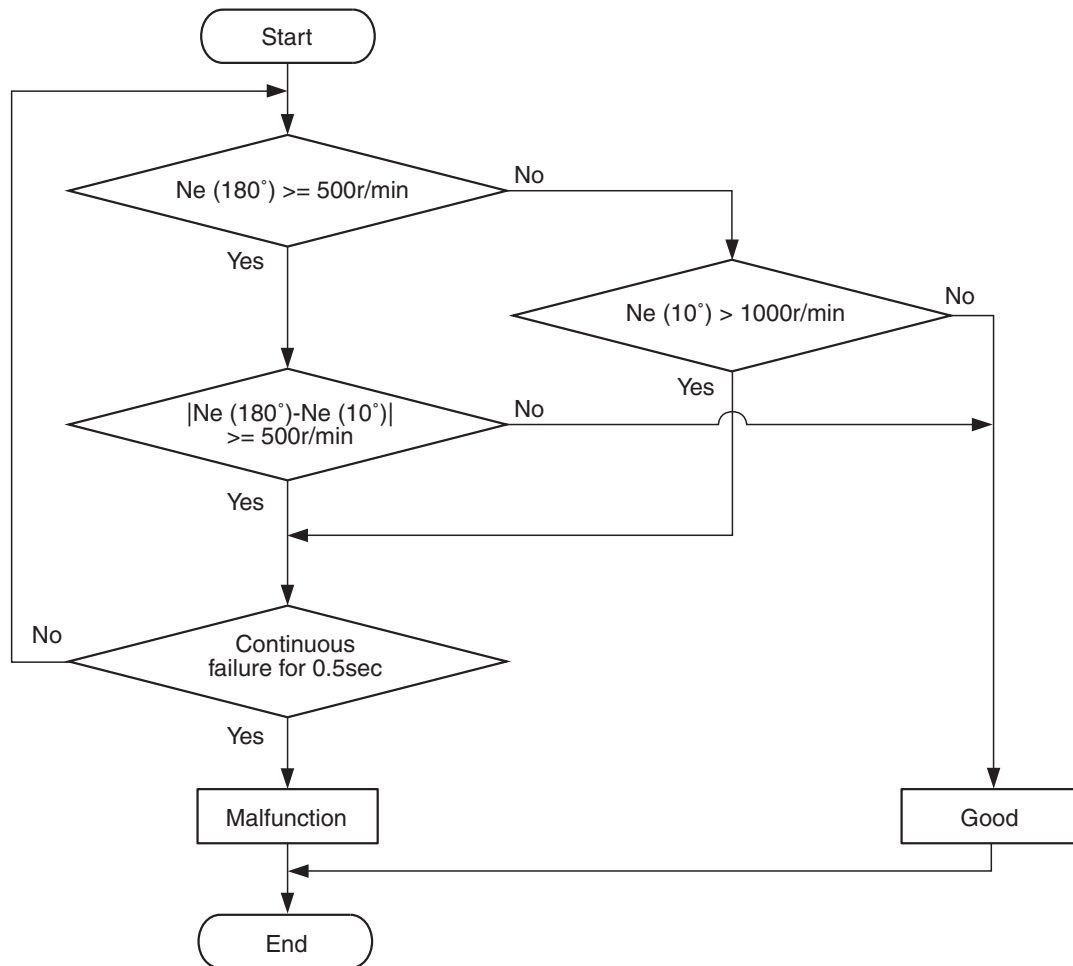 Start
Ne (180˚) >= 500r/min
No
Yes
Ne (10˚) > 1000r/min
No
Yes
|Ne (180˚)-Ne (10˚)|
>= 500r/min
No
Yes
No
Continuous
failure for 0.5sec
Yes
Malfunction
Good
End